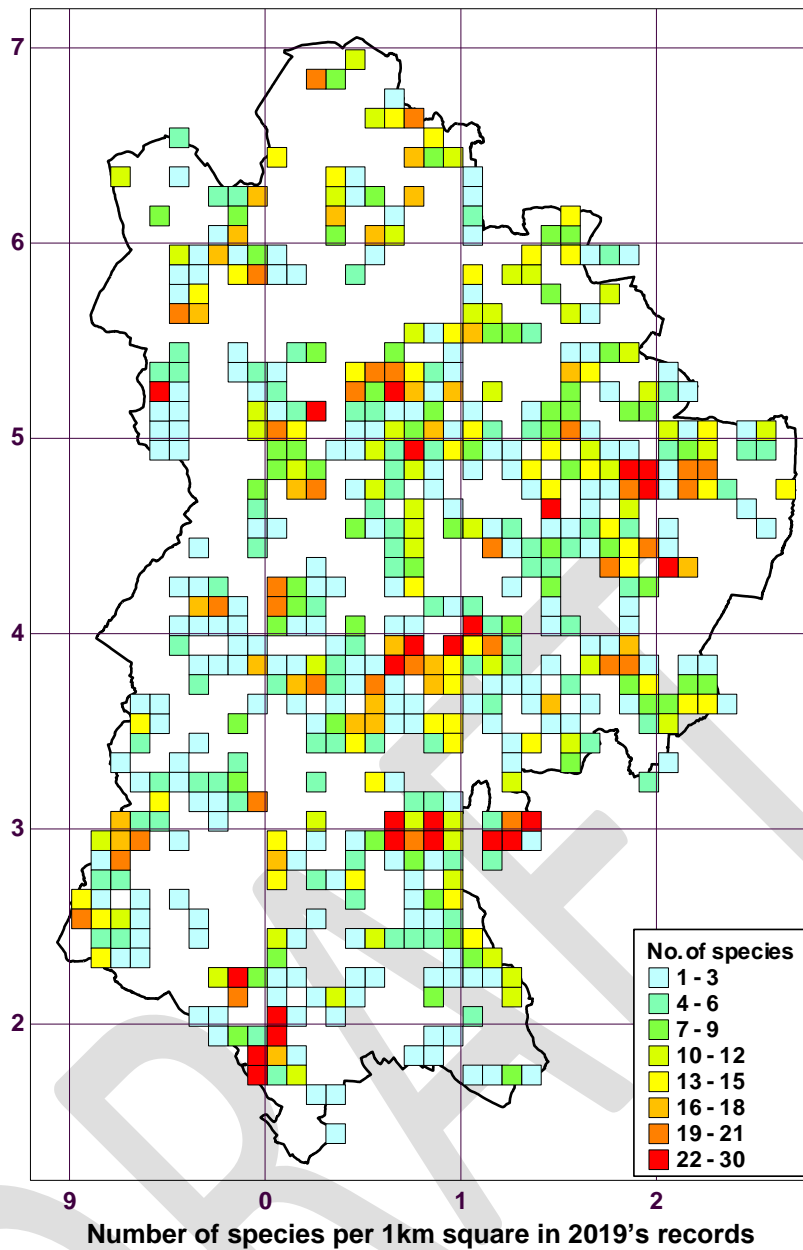 7
6
5
4
3
2
9 0 1 2
No. of species
1 - 3
4 - 6
7 - 9
10 - 12
13 - 15
16 - 18
19 - 21
22 - 30
Number of species per 1km square in 2019's records
DRAFT